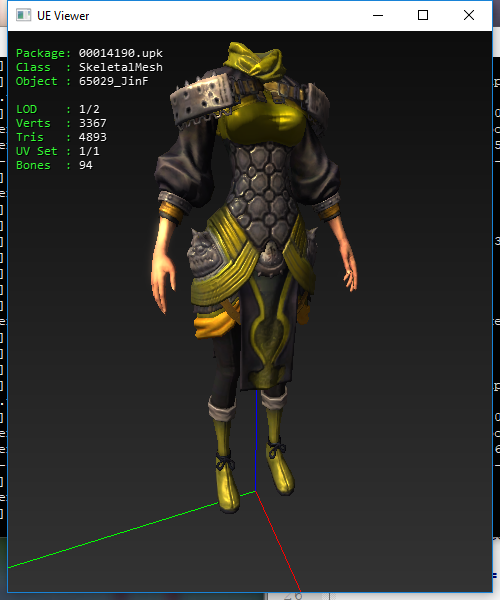 UE Viewer
Package: 00014190.upk
Class : SkeletalMesh
Object : 65029_JinF
LOD : 1/2
Verts : 3367
Tris : 4893
UV Set : 1/1
Bones : 94